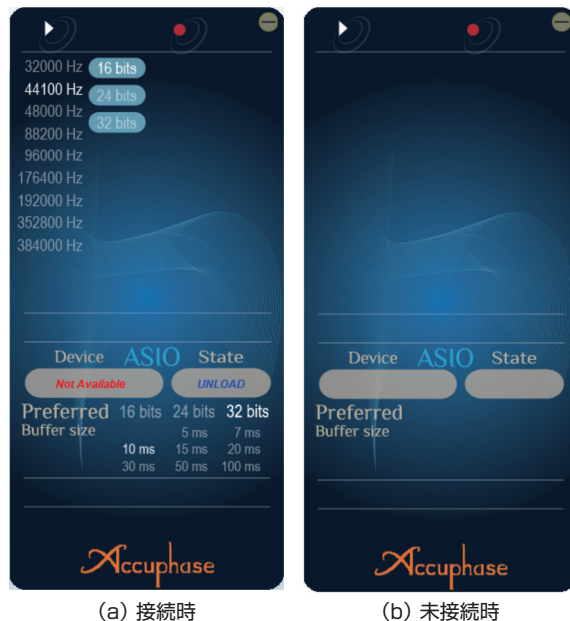 32000 Hz 16 bits
44100 Hz
24 bits
48000 Hz
32 bits
88200 Hz
96000 Hz
176400 Hz
192000 Hz
352800 Hz
384000 Hz
Device ASIO State
Not Available UNLOAD
Preferred 16 bits 24 bits 32 bits
Buffer size 5 ms 7 ms
10 ms 15 ms 20 ms
30 ms 50 ms 100 ms
Accuphase
(a) 接続時
Device ASIO State
Preferred
Buffer size
Accuphase
(b) 未接続時